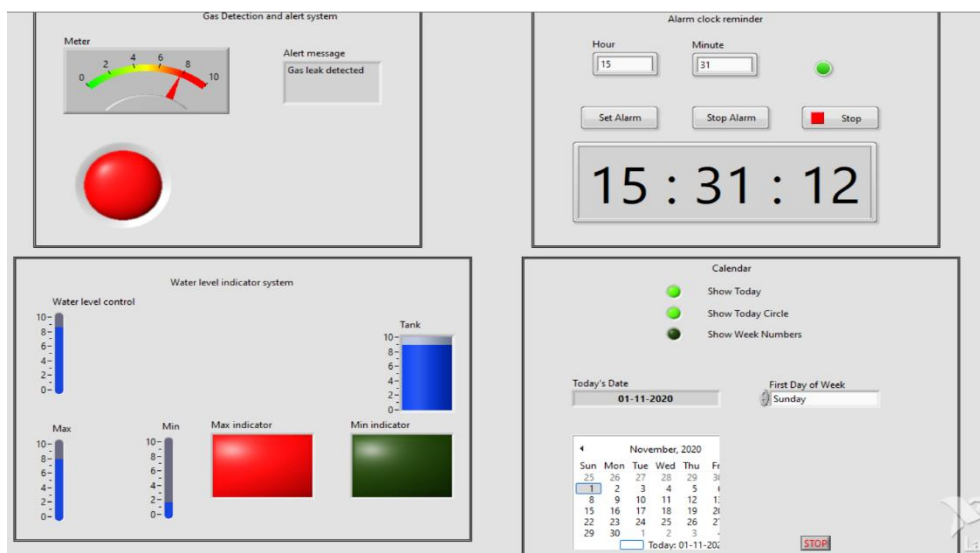 Gas Detection and alert system
Meter
0 2 4 6 8 10
Alert message
Gas leak detected
Alarm clock reminder
Hour Minute
15 31
Set Alarm Stop Alarm Stop
15 : 31 : 12
Water level indicator system
Water level control
10-
8-
6-
4-
2-
0-
Tank
10-
8-
6-
4-
2-
0-
Max
10-
8-
6-
4-
2-
0-
Min
10-
8-
6-
4-
2-
0-
Max indicator
Min indicator
Calendar
Show Today
Show Today Circle
Show Week Numbers
Today's Date
01-11-2020
First Day of Week
Sunday
November, 2020
Sun Mon Tue Wed Thu
25 26 27 28 29
1 2 3 4 5
8 9 10 11 12
15 16 17 18 19
22 23 24 25 26
29 30 1 2 3
Today: 01-11-
STOP